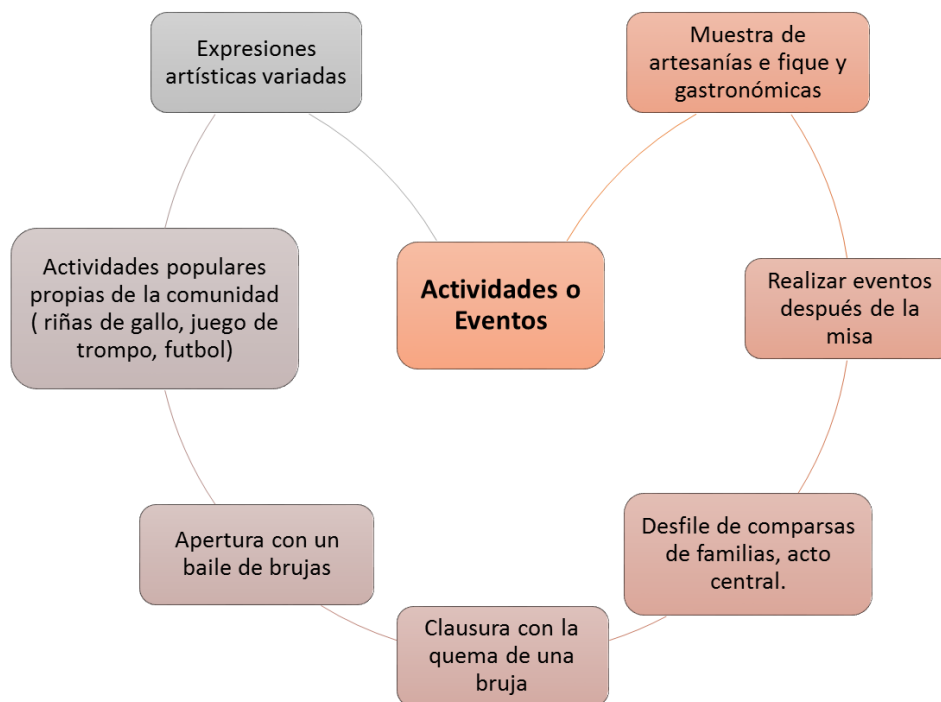 Actividades o
Eventos
Muestra de
artesanías e fique y
gastronómicas
Realizar eventos
después de la
misa
Desfile de comparsas
de familias, acto
central.
Clausura con la
quema de una
bruja
Apertura con un
baile de brujas
Actividades populares
propias de la comunidad
( riñas de gallo, juego de
trompo, futbol)
Expresiones
artísticas variadas